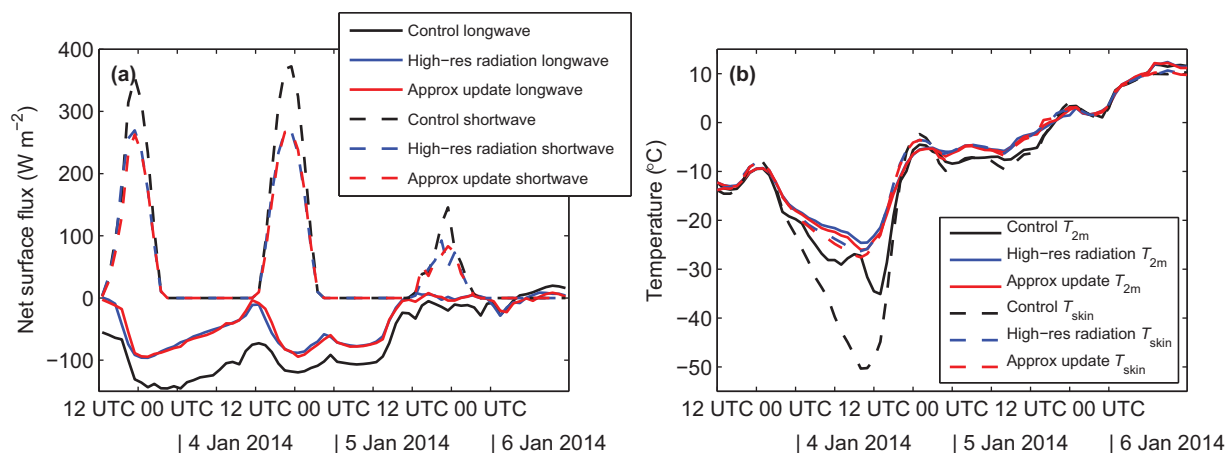 (a)
Control longwave
High-res radiation longwave
Approx update longwave
Control shortwave
High-res radiation shortwave
Approx update shortwave
Net surface flux (W m−2)
400
300
200
100
0
−100
12 UTC 00 UTC 12 UTC 00 UTC 12 UTC 00 UTC
| 4 Jan 2014 | 5 Jan 2014 | 6 Jan 2014
(b)
Temperature (°C)
10
0
−10
−20
−30
−40
−50
Control T2m
High-res radiation T2m
Approx update T2m
Control Tskin
High-res radiation Tskin
Approx update Tskin
12 UTC 00 UTC 12 UTC 00 UTC 12 UTC 00 UTC
| 4 Jan 2014 | 5 Jan 2014 | 6 Jan 2014